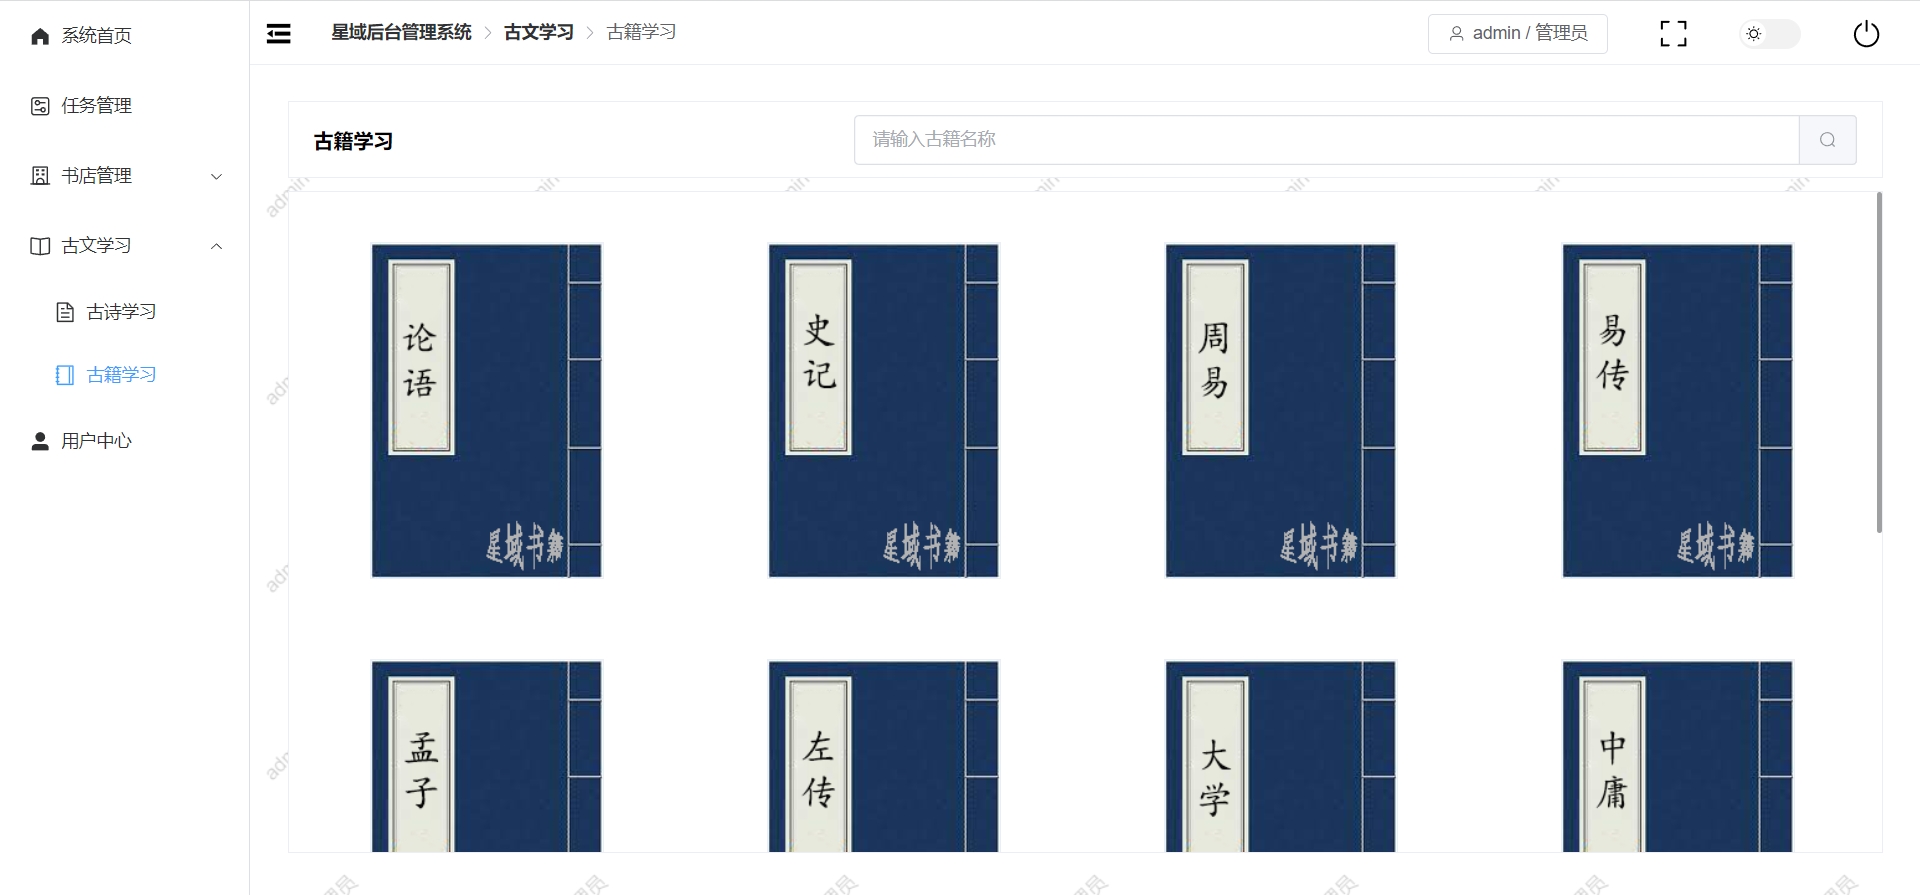 系统首页
任务管理
书店管理
古文学习
古诗学习
古籍学习
用户中心
星域后台管理系统 > 古文学习 > 古籍学习
admin / 管理员
古籍学习
请输入古籍名称
论语
星域书籍
史记
星域书籍
周易
星域书籍
易传
星域书籍
孟子
左传
大学
中庸